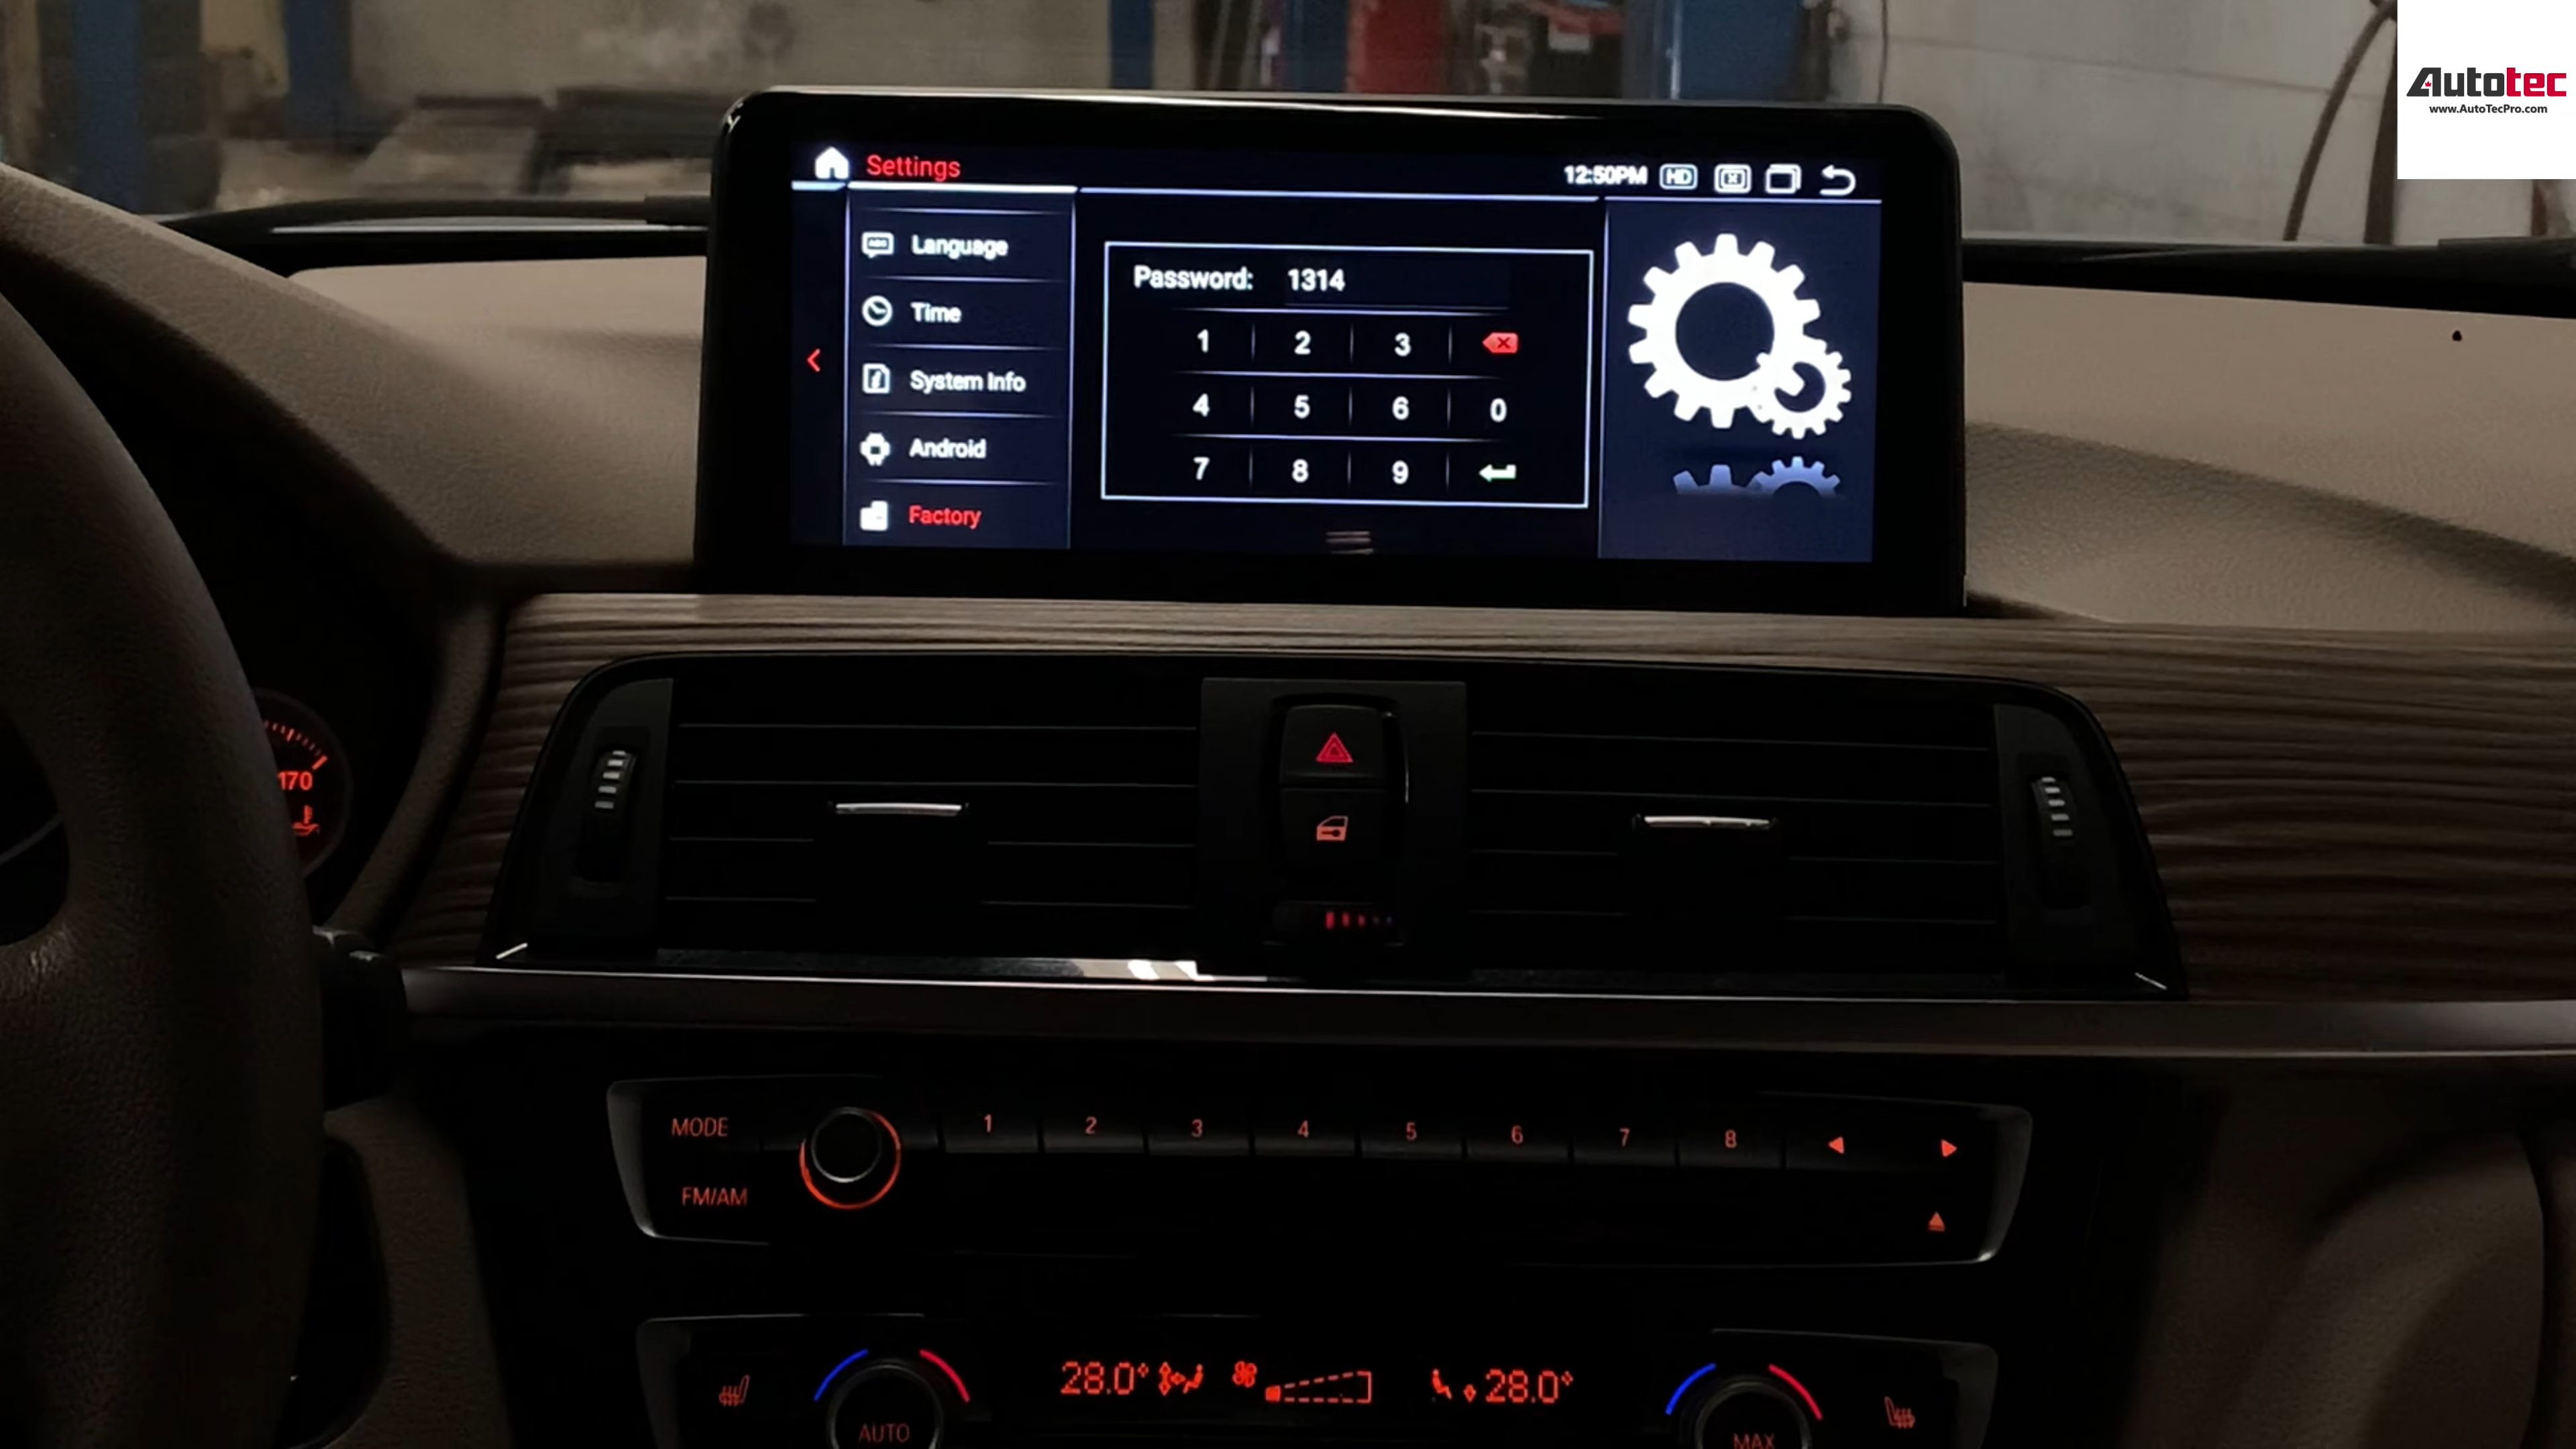 Autotec
www.AutoTecPro.com
Settings
12:50PM HD
Language
Time
System Info
Android
Factory
Password: 1314
1 2 3
4 5 6 0
7 8 9
170
MODE
FM/AM
1 2 3 4 5 6 7 8
28.0°
28.0°
AUTO
MAX